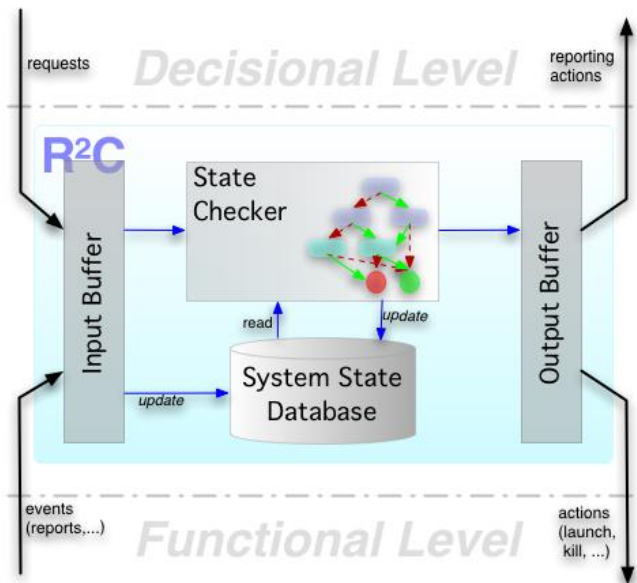 requests
Decisional Level
reporting
actions
R²C
Input Buffer
State
Checker
Output Buffer
read
update
System State
Database
update
events
(reports,...)
Functional Level
actions
(launch,
kill, ...)